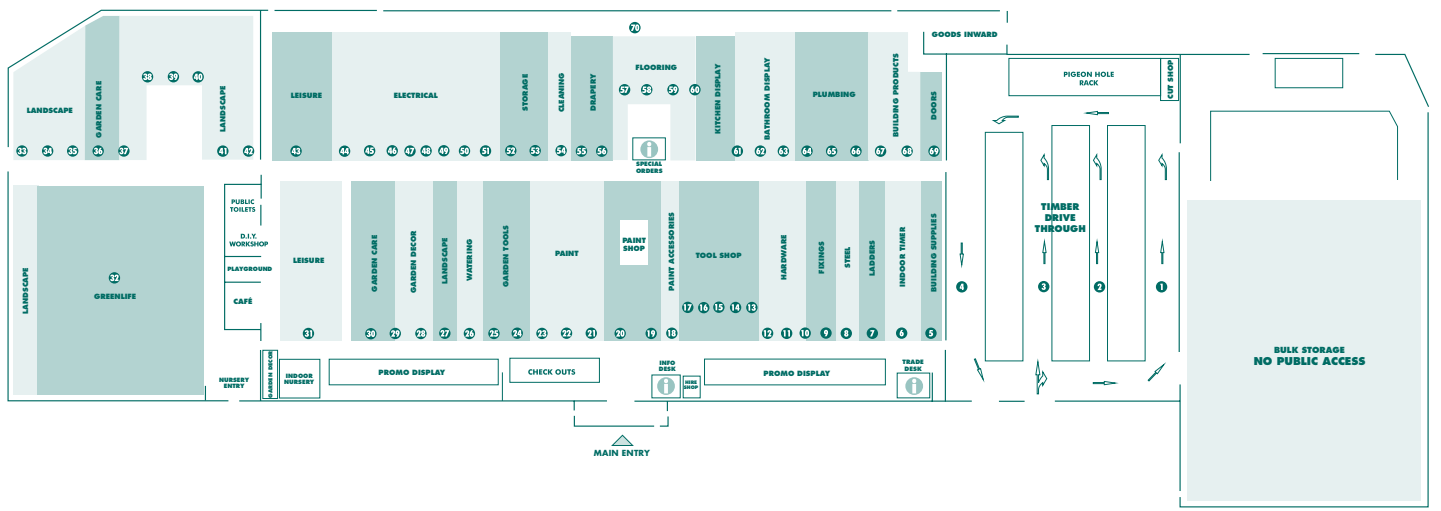 70
GOODS INWARD
LANDSCAPE
GARDEN CARE
38 39 40
LANDSCAPE
33 34 35 36 37 41 42
LEISURE
ELECTRICAL
STORAGE
CLEANING
DRAPERY
FLOORING
57 58 59 60
KITCHEN DISPLAY
BATHROOM DISPLAY
PLUMBING
BUILDING PRODUCTS
DOORS
43 44 45 46 47 48 49 50 51 52 53 54 55 56
i
SPECIAL
ORDERS
61 62 63 64 65 66 67 68 69
PIGEON HOLE
RACK
CUT SHOP
LANDSCAPE
32
GREENLIFE
PUBLIC
TOILETS
D.I.Y.
WORKSHOP
PLAYGROUND
CAFÉ
NURSERY
ENTRY
LEISURE
GARDEN CARE
GARDEN DECOR
LANDSCAPE
WATERING
GARDEN TOOLS
PAINT
PAINT
SHOP
PAINT ACCESSORIES
TOOL SHOP
17 16 15 14 13
HARDWARE
FIXINGS
STEEL
LADDERS
INDOOR TIMER
BUILDING SUPPLIES
31 30 29 28 27 26 25 24 23 22 21 20 19 18 12 11 10 9 8 7 6 5
TIMBER
DRIVE
THROUGH
4 3 2 1
GARDEN DECOR
INDOOR
NURSERY
PROMO DISPLAY
CHECK OUTS
INFO
DESK
i
HIRE
SHOP
PROMO DISPLAY
TRADE
DESK
i
BULK STORAGE
NO PUBLIC ACCESS
MAIN ENTRY